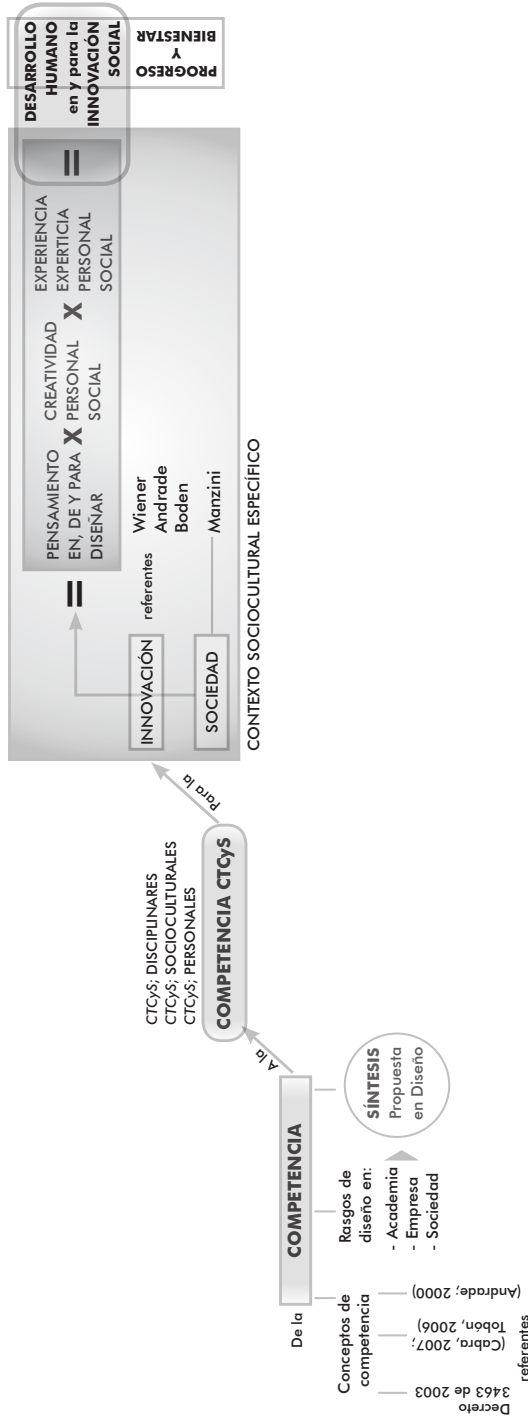 De la
COMPETENCIA
Conceptos de
competencia
Decreto
3463 de 2003
(Cabra, 2007;
Tobón, 2006)
(Andrade; 2000)
referentes
Rasgos de
diseño en:
- Academia
- Empresa
- Sociedad
SÍNTESIS
Propuesta
en Diseño
A la
CTCyS; DISCIPLINARES
CTCyS; SOCIOCULTURALES
CTCyS; PERSONALES
COMPETENCIA CTCyS
Para la
INNOVACIÓN
referentes
Wiener
Andrade
Boden
SOCIEDAD
Manzini
CONTEXTO SOCIOCULTURAL ESPECÍFICO
=
PENSAMIENTO
EN, DE Y PARA
DISEÑAR
X
CREATIVIDAD
PERSONAL
SOCIAL
X
EXPERIENCIA
EXPERTICIA
PERSONAL
SOCIAL
=
DESARROLLO
HUMANO
en y para la
INNOVACIÓN
SOCIAL
PROGRESO
Y
BIENESTAR